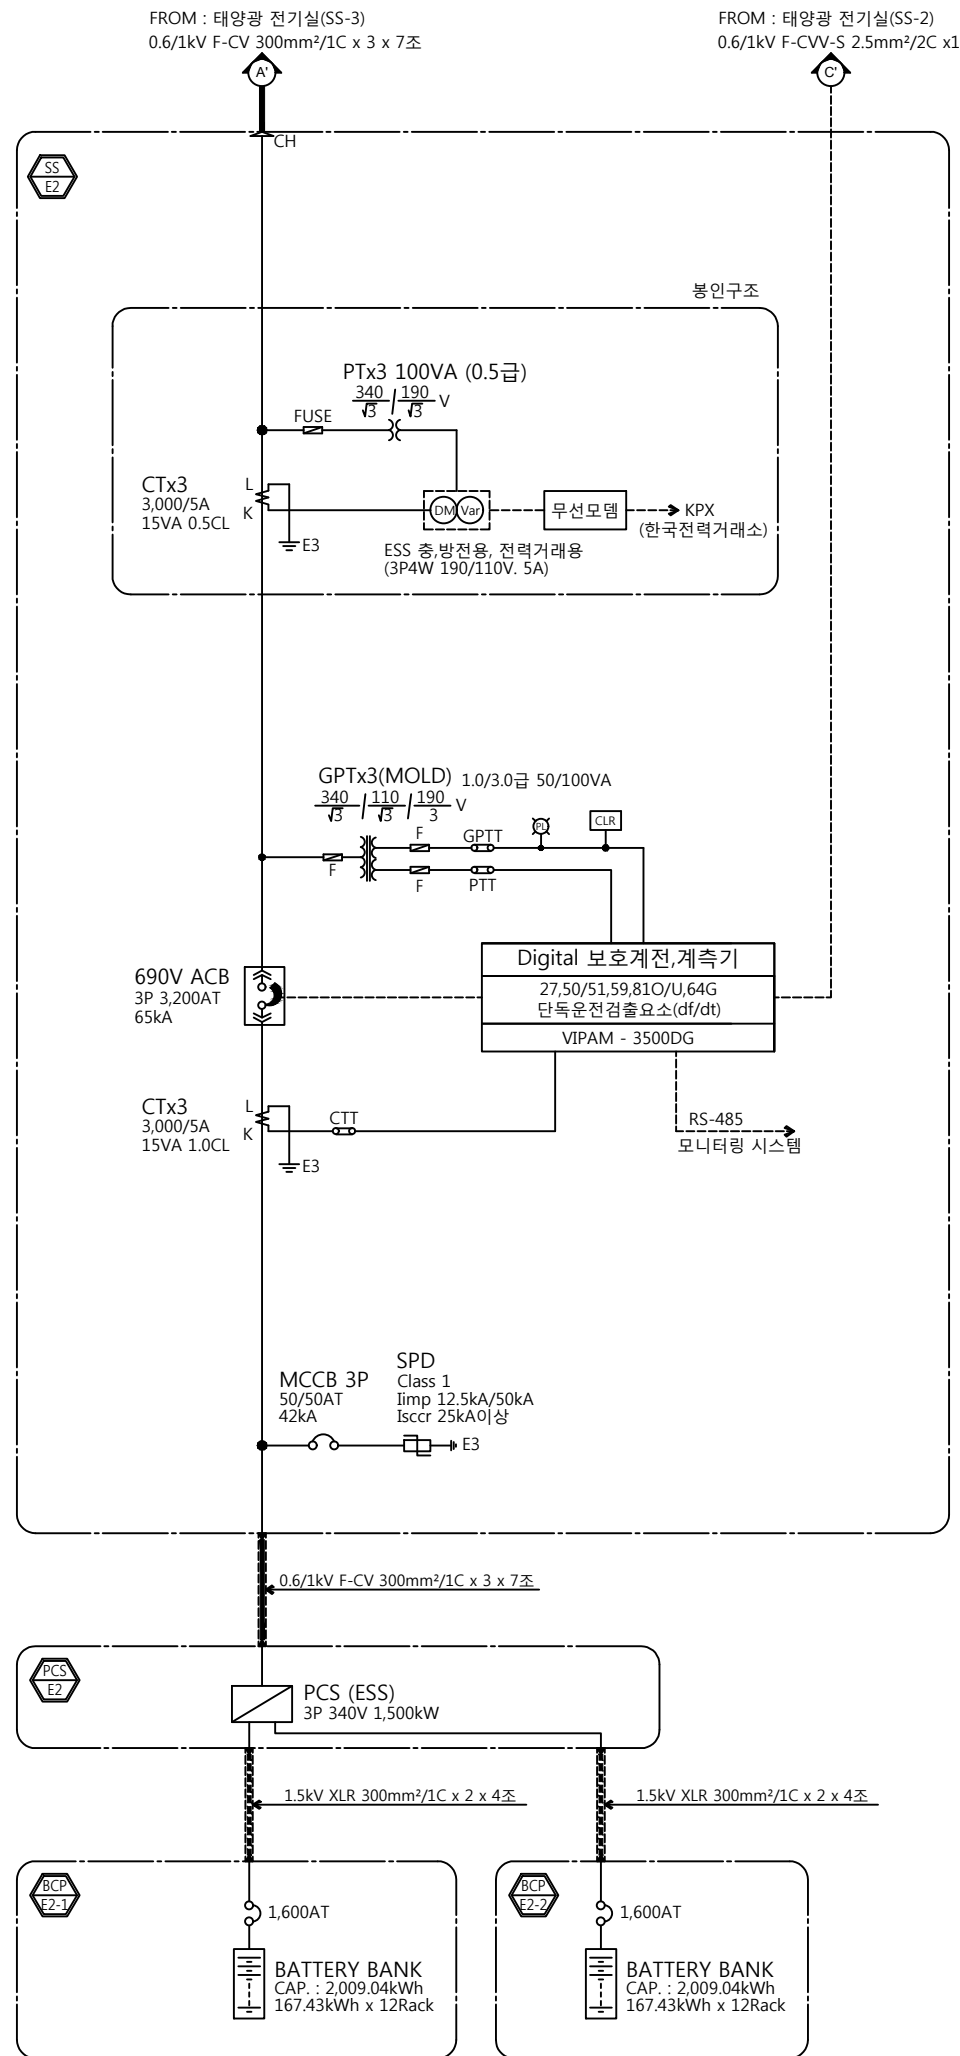 FROM : 태양광 전기실(SS-3)
0.6/1kV F-CV 300mm²/1C x 3 x 7조
A'
FROM : 태양광 전기실(SS-2)
0.6/1kV F-CVV-S 2.5mm²/2C x1
C'
CH
SS
E2
봉인구조
PTx3 100VA (0.5급)
340/√3 / 190/√3 V
FUSE
CTx3
3,000/5A
15VA 0.5CL
L
K
E3
DM
Var
무선모뎀
KPX
(한국전력거래소)
ESS 충,방전용, 전력거래용
(3P4W 190/110V. 5A)
GPTx3(MOLD) 1.0/3.0급 50/100VA
340/√3 / 110/√3 / 190/3 V
F
F
GPTT
PL
CLR
F
PTT
690V ACB
3P 3,200AT
65kA
Digital 보호계전,계측기
27,50/51,59,81O/U,64G
단독운전검출요소(df/dt)
VIPAM - 3500DG
CTx3
3,000/5A
15VA 1.0CL
L
K
E3
CTT
RS-485
모니터링 시스템
MCCB 3P
50/50AT
42kA
SPD
Class 1
Iimp 12.5kA/50kA
Isccr 25kA이상
E3
0.6/1kV F-CV 300mm²/1C x 3 x 7조
PCS
E2
PCS (ESS)
3P 340V 1,500kW
1.5kV XLR 300mm²/1C x 2 x 4조
1.5kV XLR 300mm²/1C x 2 x 4조
BCP
E2-1
1,600AT
BATTERY BANK
CAP. : 2,009.04kWh
167.43kWh x 12Rack
BCP
E2-2
1,600AT
BATTERY BANK
CAP. : 2,009.04kWh
167.43kWh x 12Rack